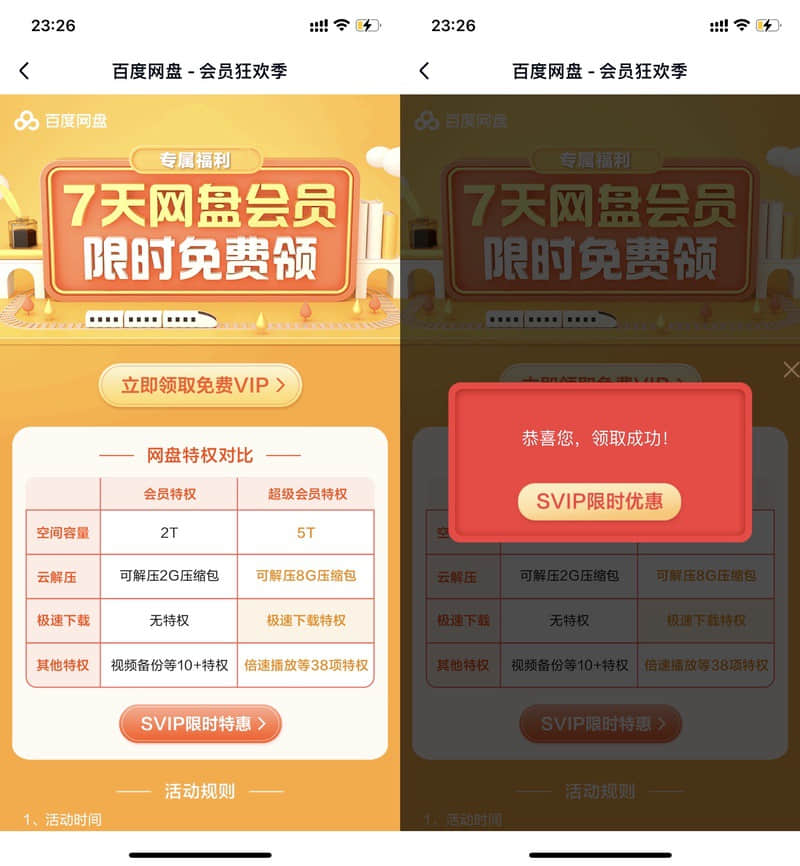 23:26
百度网盘 - 会员狂欢季
百度网盘
专属福利
7天网盘会员
限时免费领
立即领取免费VIP
网盘特权对比
会员特权 超级会员特权
空间容量 2T 5T
云解压 可解压2G压缩包 可解压8G压缩包
极速下载 无特权 极速下载特权
其他特权 视频备份等10+特权 倍速播放等38项特权
SVIP限时特惠
活动规则
1、活动时间
23:26
百度网盘 - 会员狂欢季
百度网盘
专属福利
7天网盘会员
限时免费领
立即领取免费VIP
恭喜您，领取成功！
SVIP限时优惠
空
云解压 可解压2G压缩包 可解压8G压缩包
极速下载 无特权 极速下载特权
其他特权 视频备份等10+特权 倍速播放等38项特权
SVIP限时特惠
活动规则
1、活动时间